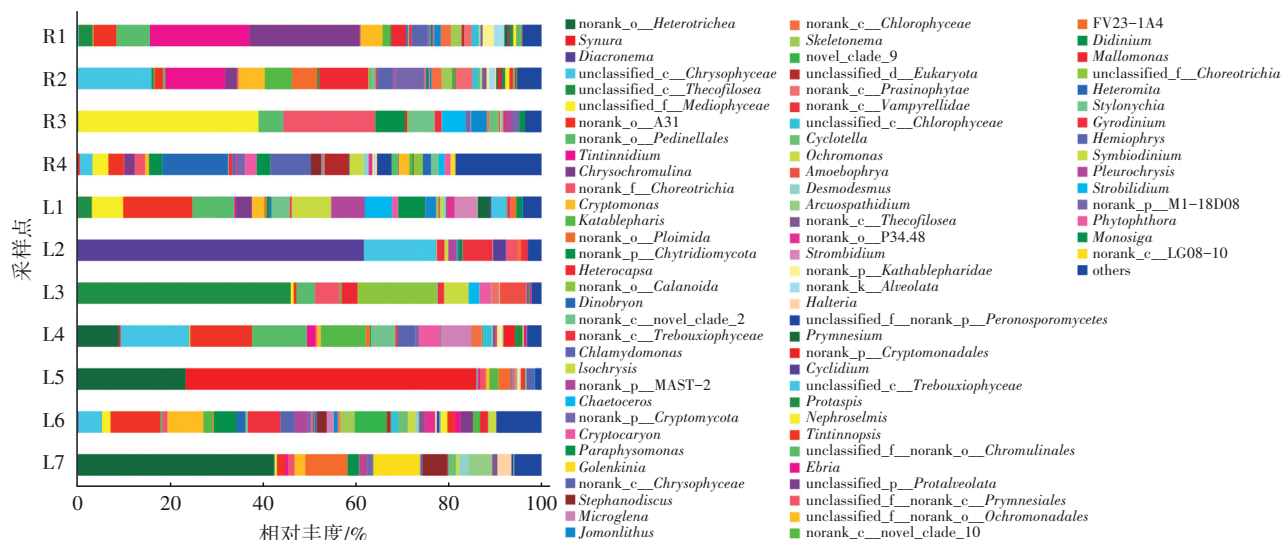 R1
R2
R3
R4
L1
L2
L3
L4
L5
L6
L7
采样点
0
20
40
60
80
100
相对丰度/%
norank_o__Heterotrichea
Synura
Diacronema
unclassified_c__Chrysophyceae
unclassified_c__Thecofilosea
unclassified_f__Mediophyceae
norank_o__A31
norank_o__Pedinellales
Tintinnidium
Chrysochromulina
norank_f__Choreotrichia
Cryptomonas
Katablepharis
norank_o__Ploimida
norank_p__Chytridiomycota
Heterocapsa
norank_o__Calanoida
Dinobryon
norank_c__novel_clade_2
norank_c__Trebouxiophyceae
Chlamydomonas
Isochrysis
norank_p__MAST-2
Chaetoceros
norank_p__Cryptomycota
Cryptocaryon
Paraphysomonas
Golenkinia
norank_c__Chrysophyceae
Stephanodiscus
Microglena
Jomonlithus
norank_c__Chlorophyceae
Skeletonema
novel_clade_9
unclassified_d__Eukaryota
norank_c__Prasinophytae
norank_c__Vampyrellidae
unclassified_c__Chlorophyceae
Cyclotella
Ochromonas
Amoebophrya
Desmodesmus
Arcuospathidium
norank_c__Thecofilosea
norank_o__P34.48
Strombidium
norank_p__Kathablepharidae
norank_k__Alveolata
Halteria
unclassified_f__norank_p__Peronosporomycetes
Prymnesium
norank_p__Cryptomonadales
Cyclidium
unclassified_c__Trebouxiophyceae
Protaspis
Nephroselmis
Tintinnopsis
unclassified_f__norank_o__Chromulinales
Ebria
unclassified_p__Protalveolata
unclassified_f__norank_c__Prymnesiales
unclassified_f__norank_o__Ochromonadales
norank_c__novel_clade_10
FV23-1A4
Didinium
Mallomonas
unclassified_f__Choreotrichia
Heteromita
Stylonychia
Gyrodinium
Hemiophrys
Symbiodinium
Pleurochrysis
Strobilidium
norank_p__M1-18D08
Phytophthora
Monosiga
norank_c__LG08-10
others